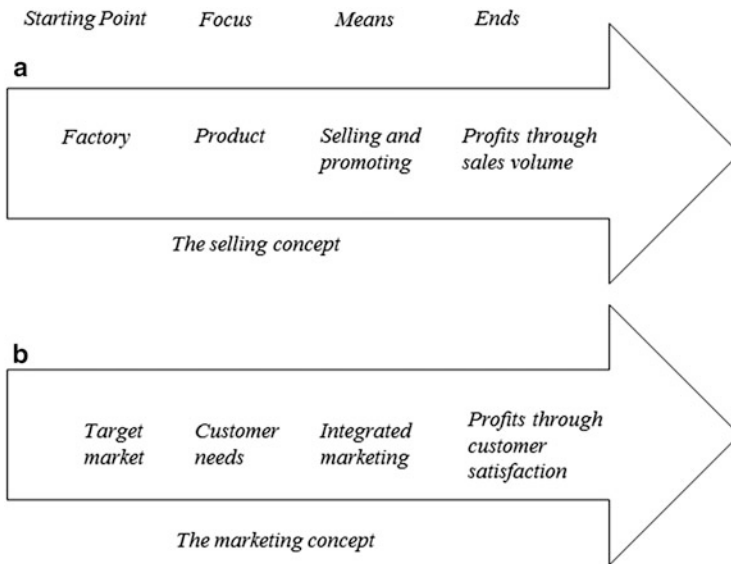 Starting Point Focus Means Ends
a
Factory Product Selling and Profits through
promoting sales volume
The selling concept
b
Target Customer Integrated Profits through
market needs marketing customer
satisfaction
The marketing concept